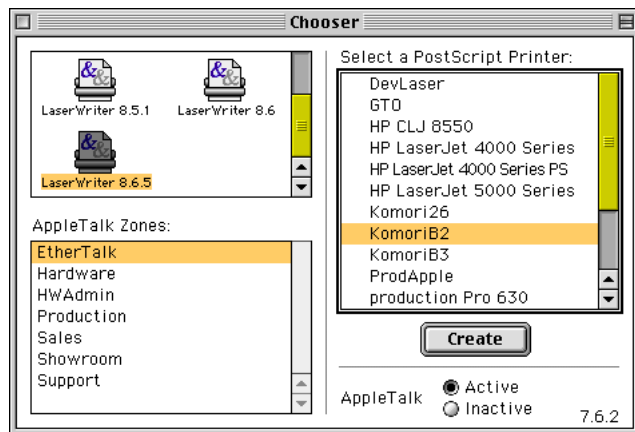 Chooser
LaserWriter 8.5.1
LaserWriter 8.6
LaserWriter 8.6.5
AppleTalk Zones:
EtherTalk
Hardware
HWAdmin
Production
Sales
Showroom
Support
Select a PostScript Printer:
DevLaser
GTO
HP CLJ 8550
HP LaserJet 4000 Series
HP LaserJet 4000 Series PS
HP LaserJet 5000 Series
Komori26
KomoriB2
KomoriB3
ProdApple
production Pro 630
Create
AppleTalk
Active
Inactive
7.6.2